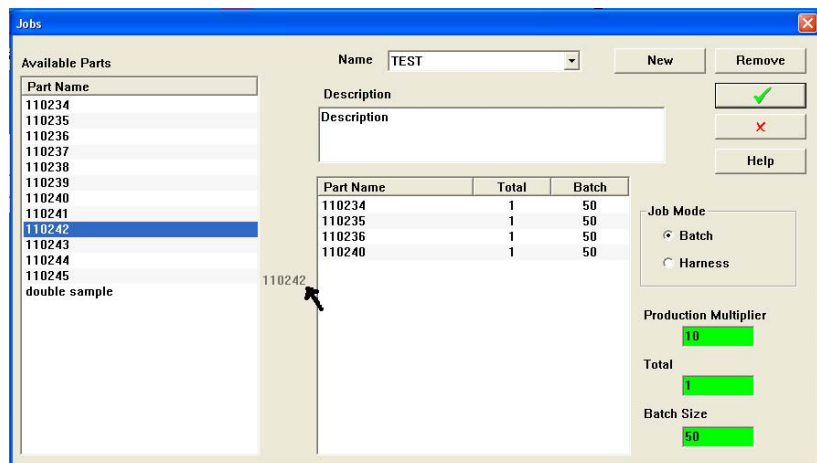 Jobs
Available Parts
Part Name
110234
110235
110236
110237
110238
110239
110240
110241
110242
110243
110244
110245
double sample
110242
Name TEST
New
Remove
Description
Description
Help
Part Name Total Batch
110234 1 50
110235 1 50
110236 1 50
110240 1 50
Job Mode
Batch
Harness
Production Multiplier
10
Total
1
Batch Size
50